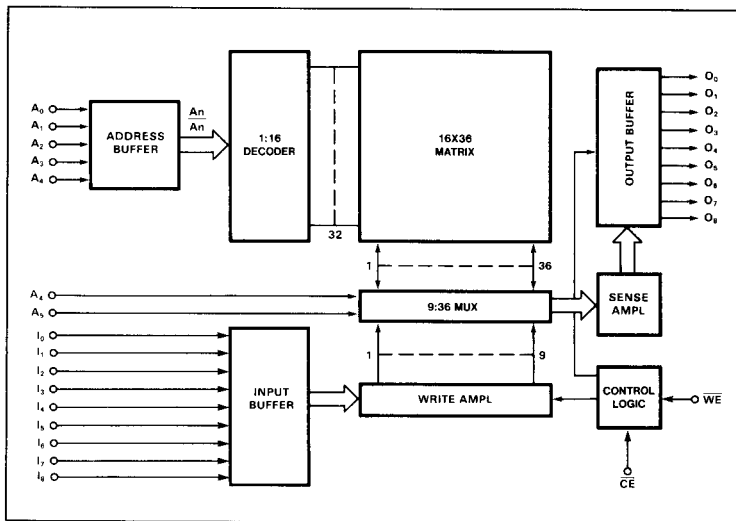 A0
A1
A2
A3
A4
ADDRESS
BUFFER
An
An
1:16
DECODER
32
16X36
MATRIX
OUTPUT BUFFER
O0
O1
O2
O3
O4
O5
O6
O7
O8
1
36
A4
A5
9:36 MUX
SENSE
AMPL
I0
I1
I2
I3
I4
I5
I6
I7
I8
INPUT
BUFFER
1
9
WRITE AMPL
CONTROL
LOGIC
WE
CE